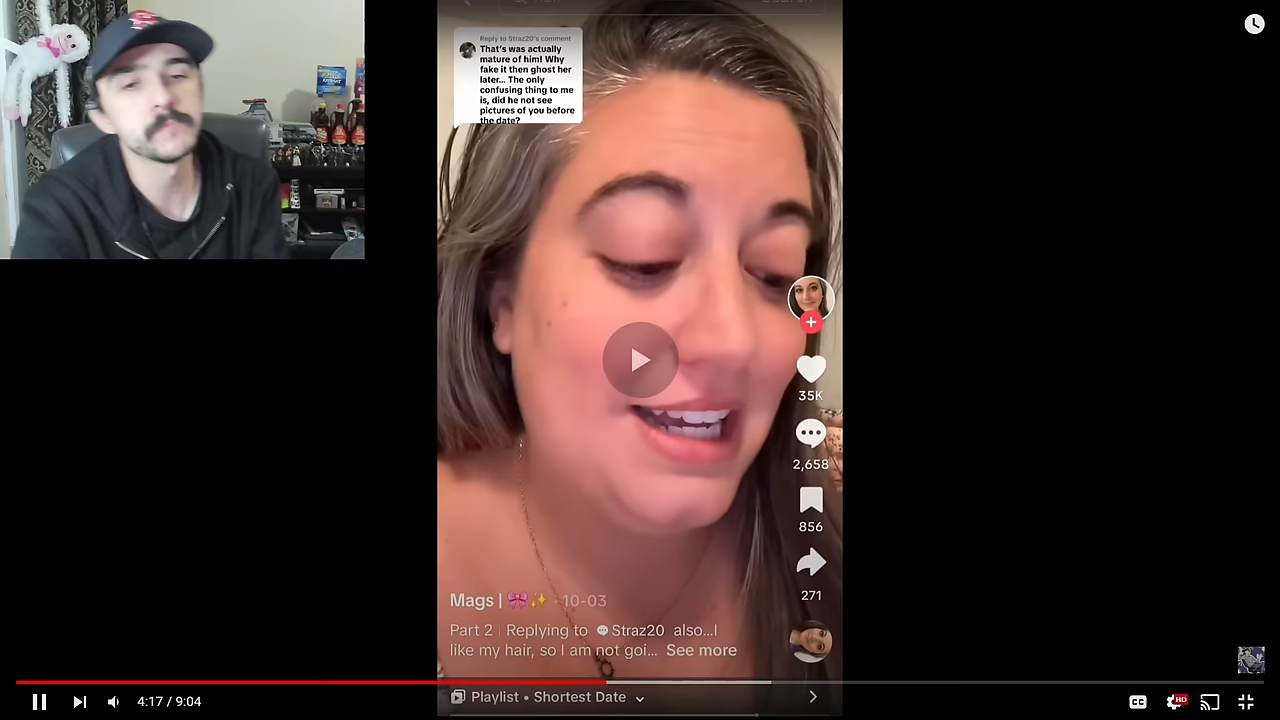 Reply to Straz20's comment
That's was actually
mature of him! Why
fake it then ghost her
later... The only
confusing thing to me
is, did he not see
pictures of you before
the date?
35K
2,658
856
271
Mags | 🎀✨ · 10-03
Part 2 | Replying to 💬Straz20 also...I
like my hair, so I am not goi... See more
Playlist • Shortest Date
4:17 / 9:04
CC
HD